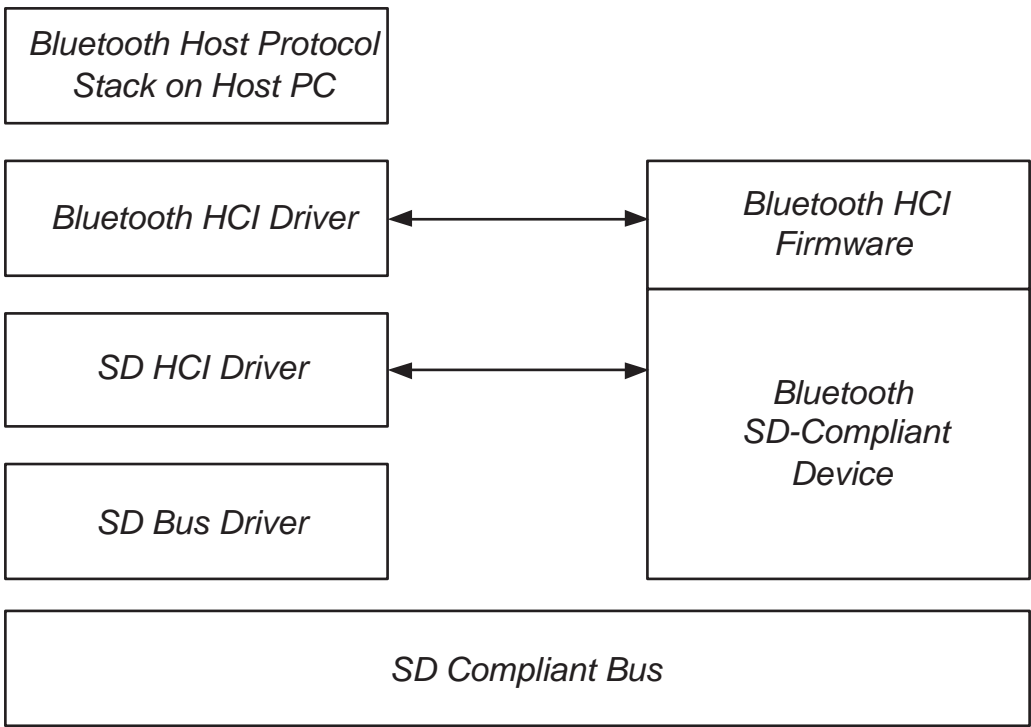 Bluetooth Host Protocol
Stack on Host PC
Bluetooth HCI Driver
Bluetooth HCI
Firmware
SD HCI Driver
Bluetooth
SD-Compliant
Device
SD Bus Driver
SD Compliant Bus